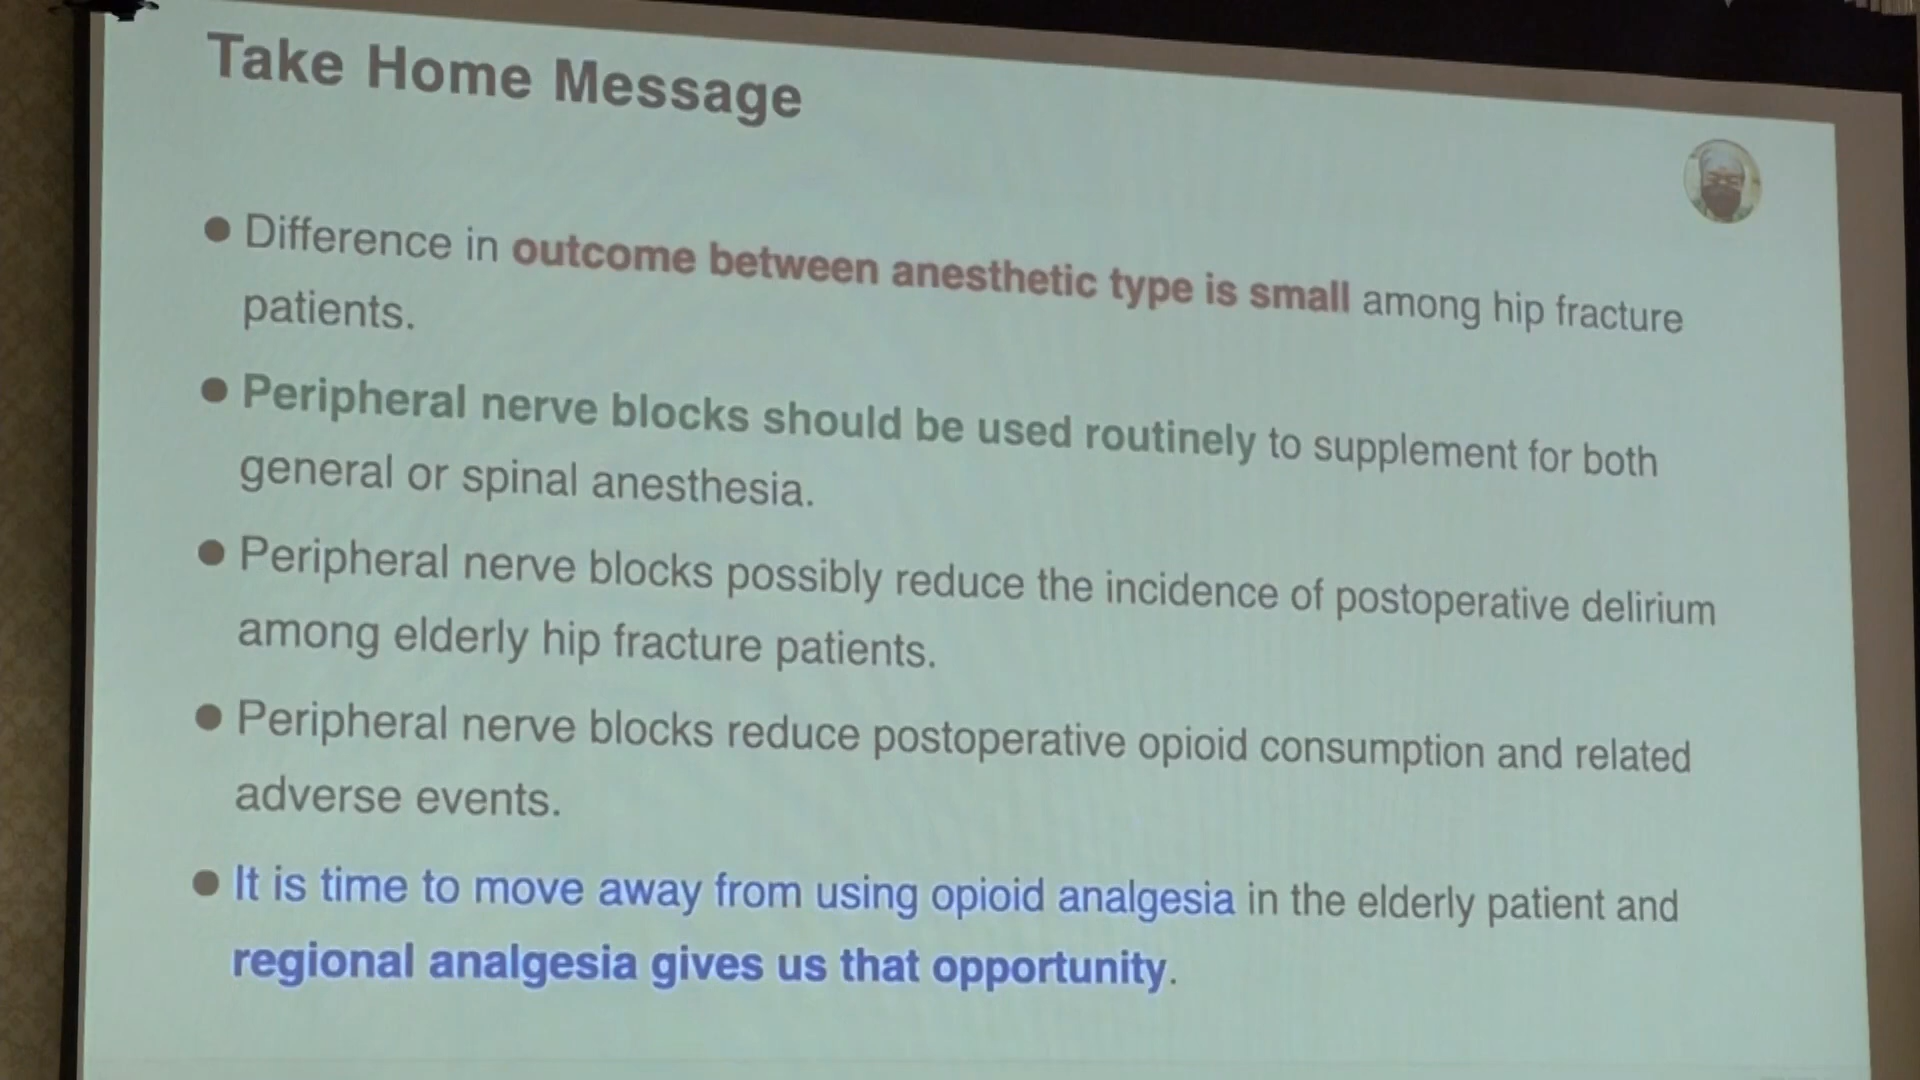 Take Home Message
● Difference in outcome between anesthetic type is small among hip fracture
patients.
● Peripheral nerve blocks should be used routinely to supplement for both
general or spinal anesthesia.
● Peripheral nerve blocks possibly reduce the incidence of postoperative delirium
among elderly hip fracture patients.
● Peripheral nerve blocks reduce postoperative opioid consumption and related
adverse events.
● It is time to move away from using opioid analgesia in the elderly patient and
regional analgesia gives us that opportunity.